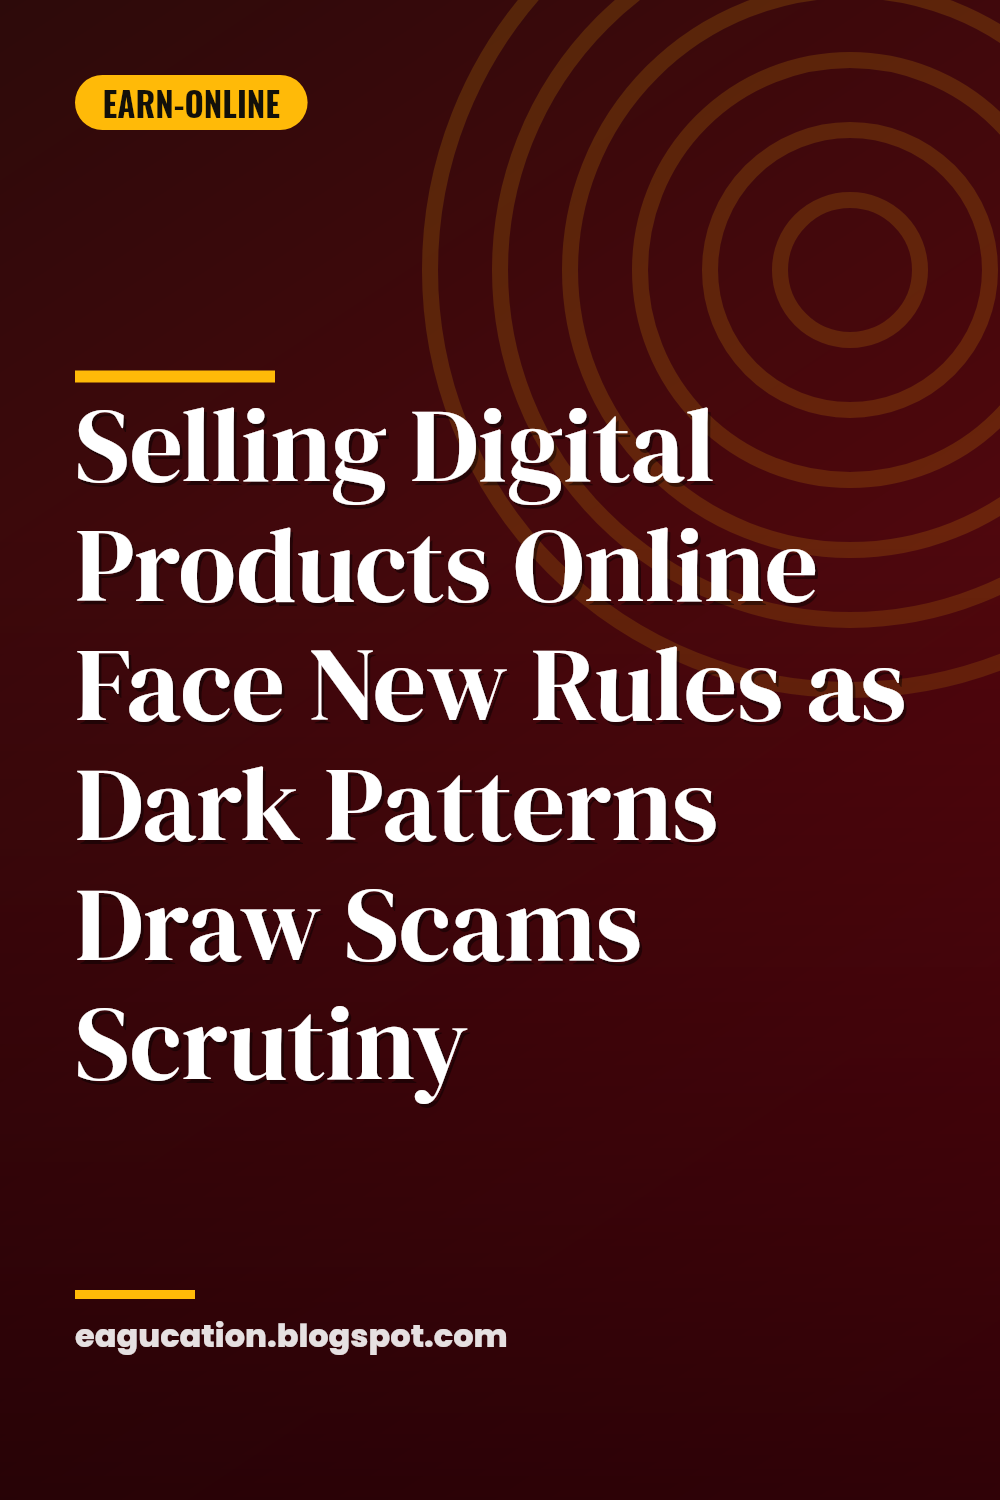 EARN-ONLINE
Selling Digital
Products Online
Face New Rules as
Dark Patterns
Draw Scams
Scrutiny
eagucation.blogspot.com